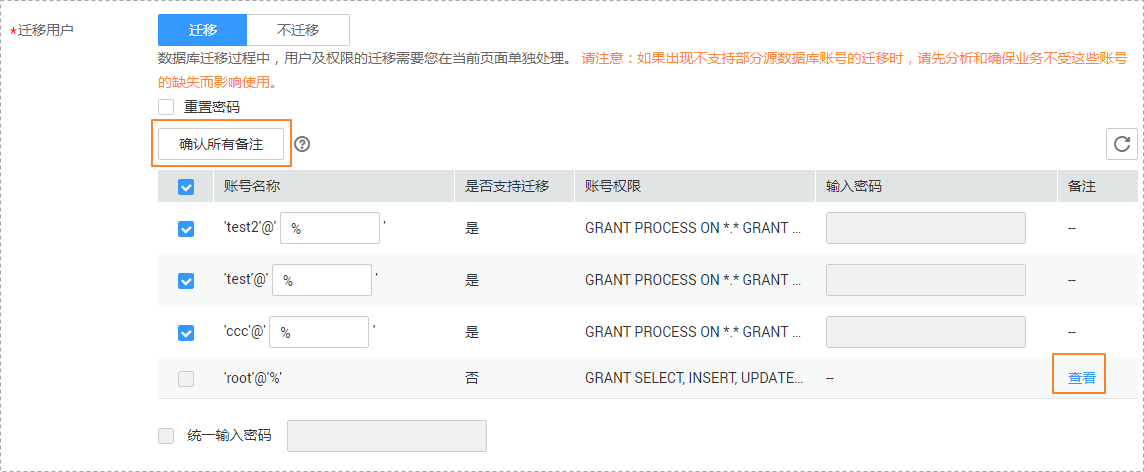 *迁移用户 迁移 不迁移
数据库迁移过程中，用户及权限的迁移需要您在当前页面单独处理。 请注意：如果出现不支持部分源数据库账号的迁移时，请先分析和确保业务不受这些账号
的缺失而影响使用。
重置密码
确认所有备注 ?
账号名称 是否支持迁移 账号权限 输入密码 备注
'test2'@' % ' 是 GRANT PROCESS ON *.* GRANT ... --
'test'@' % ' 是 GRANT PROCESS ON *.* GRANT ... --
'ccc'@' % ' 是 GRANT PROCESS ON *.* GRANT ... --
'root'@'%' 否 GRANT SELECT, INSERT, UPDATE... -- 查看
统一输入密码